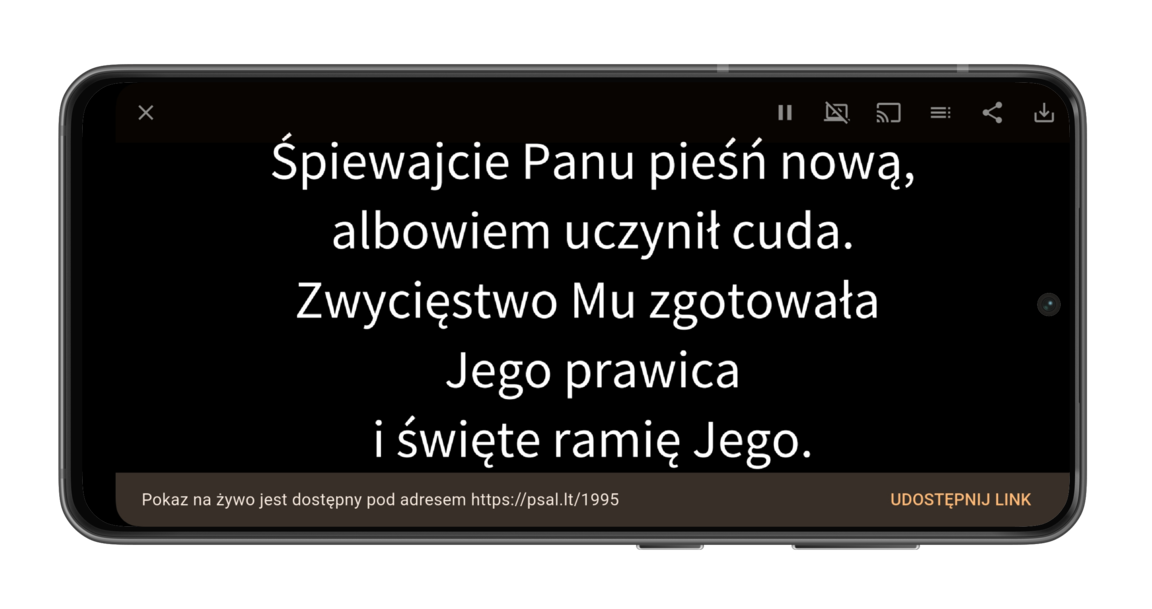 Śpiewajcie Panu pieśń nową,
albowiem uczynił cuda.
Zwycięstwo Mu zgotowała
Jego prawica
i święte ramię Jego.
Pokaz na żywo jest dostępny pod adresem https://psal.lt/1995
UDOSTĘPNIJ LINK